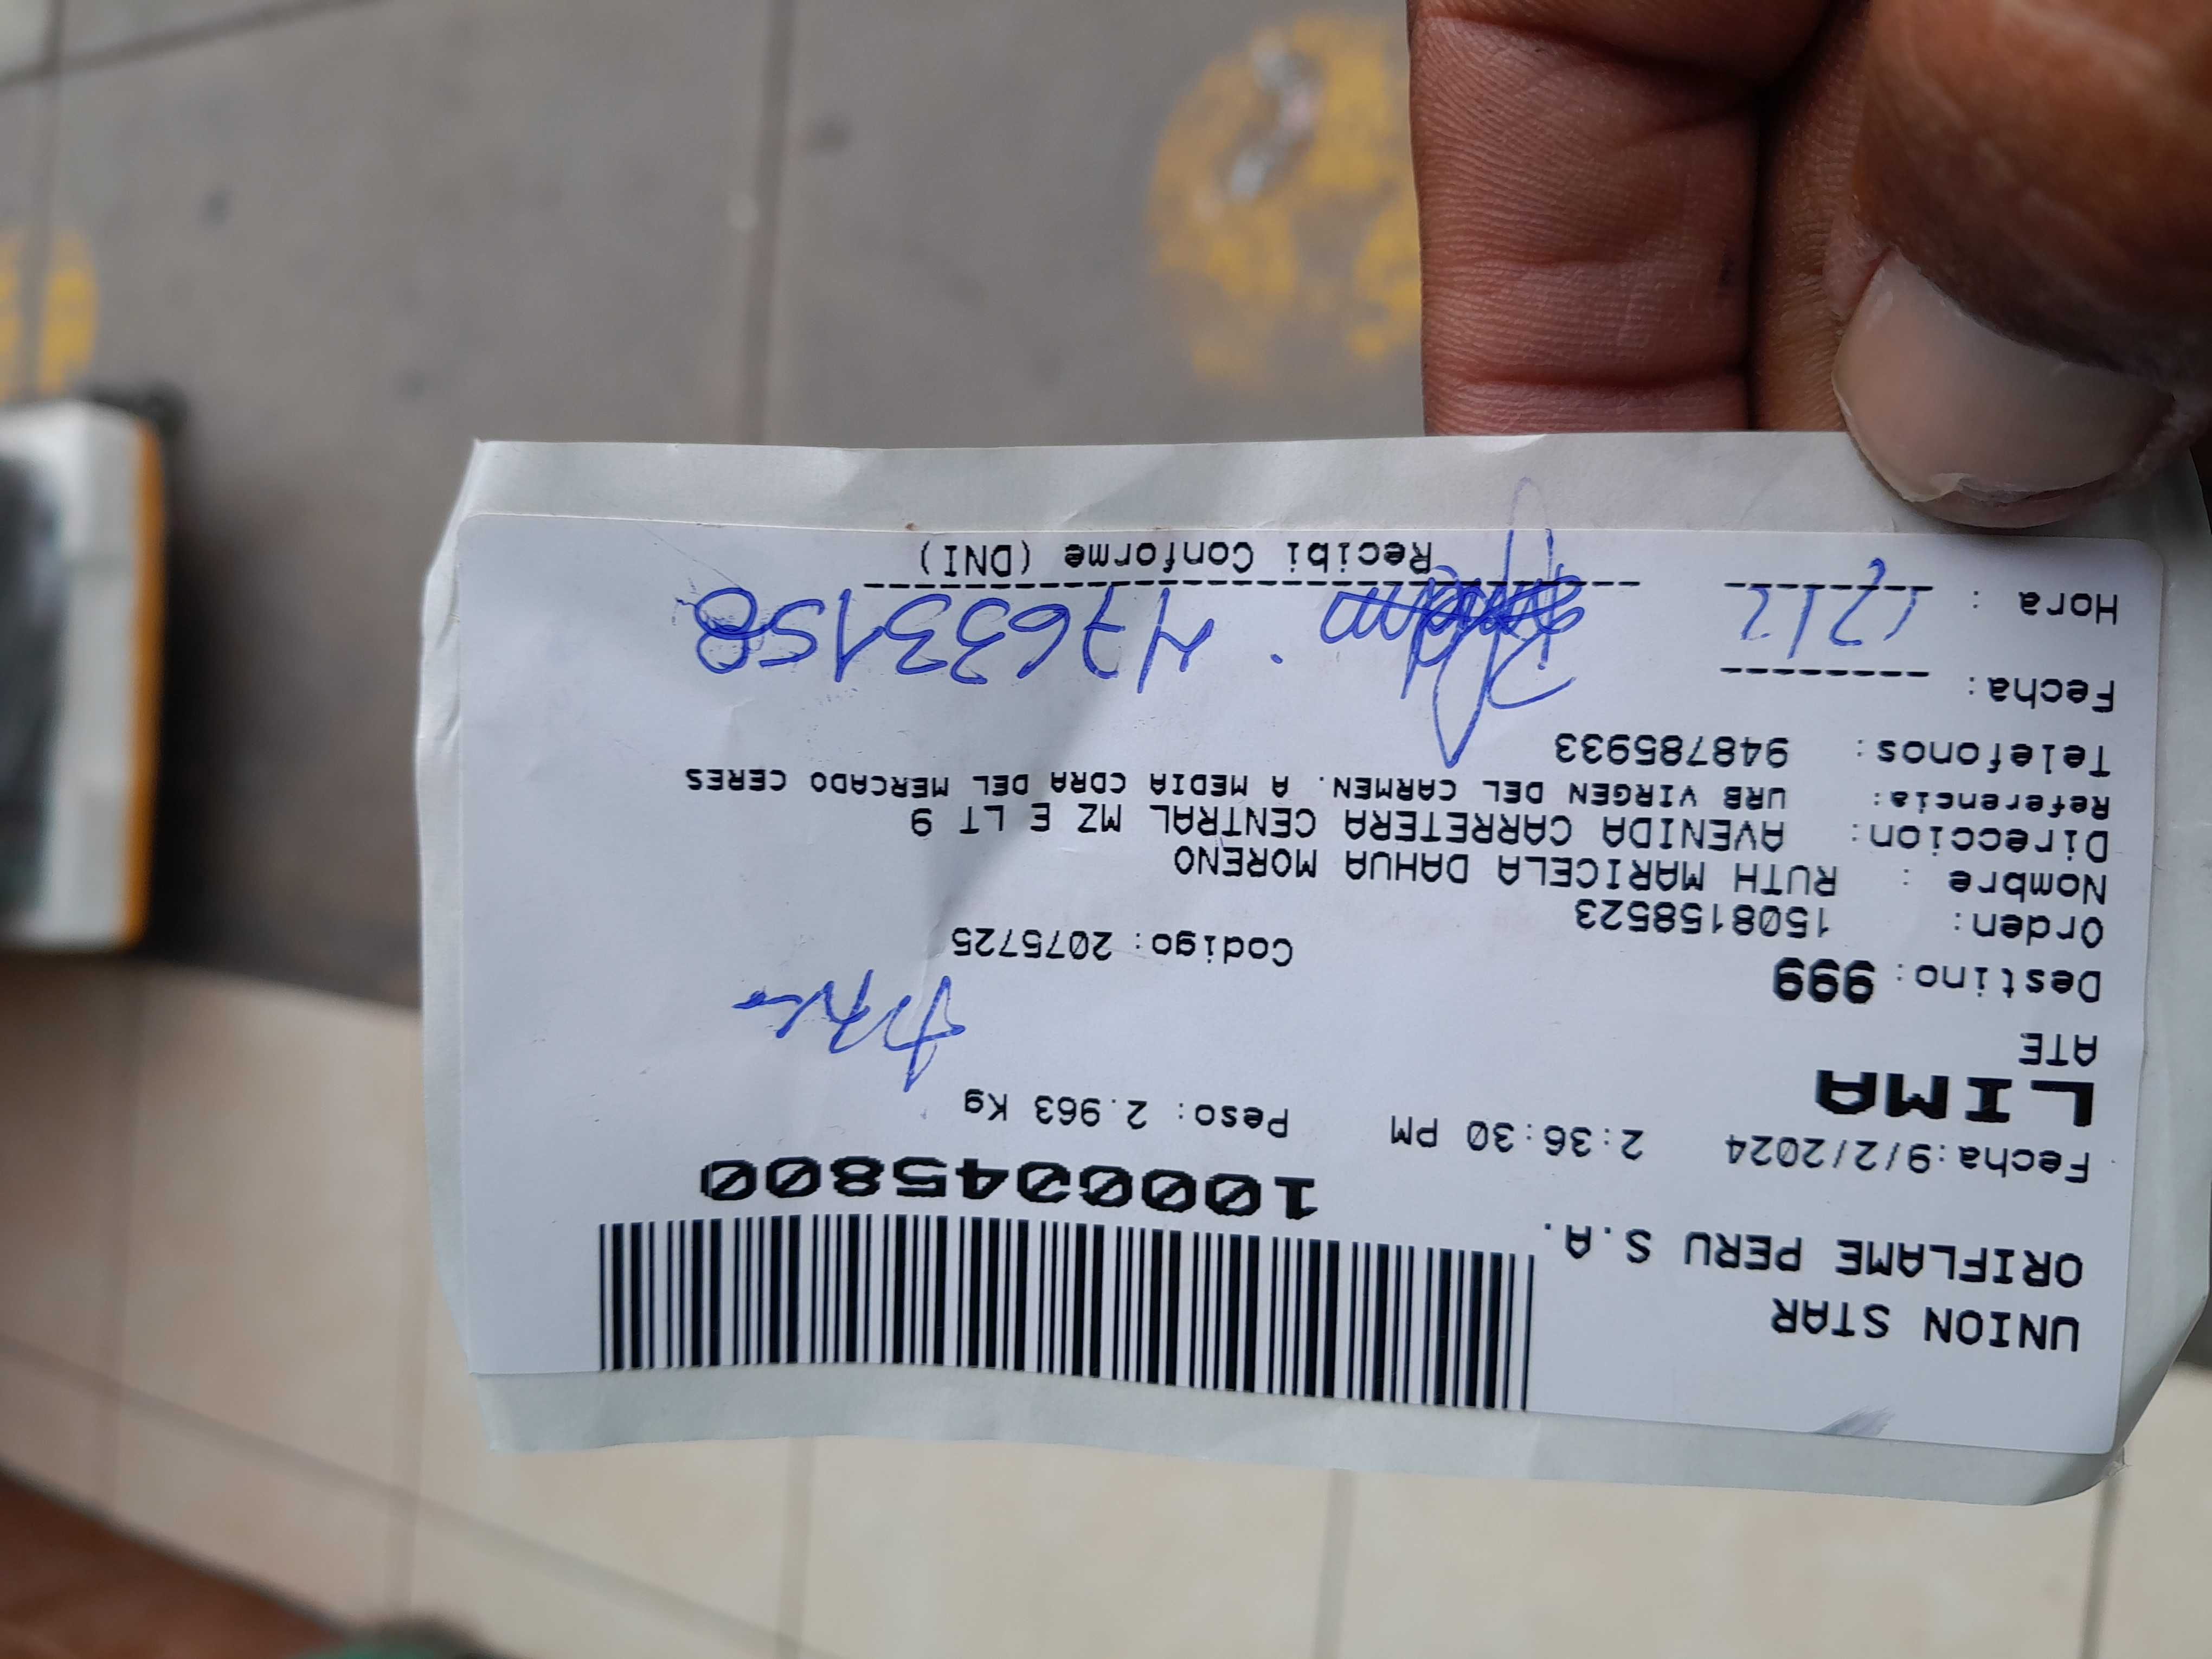 UNION STAR
ORIFLAME PERU S.A.
1000045800
Fecha:9/2/2024 2:36:30 PM Peso: 2.963 Kg
LIMA
ATE
Destino: 999
Orden: 1508158523 Codigo: 2075725
Nombre : RUTH MARICELA DAHUA MORENO
Direccion: AVENIDA CARRETERA CENTRAL MZ E LT 9
Referencia: URB VIRGEN DEL CARMEN. A MEDIA CDRA DEL MERCADO CERES
Telefonos: 948785933
Fecha:
47633158
Hora :
Recibi Conforme (DNI)